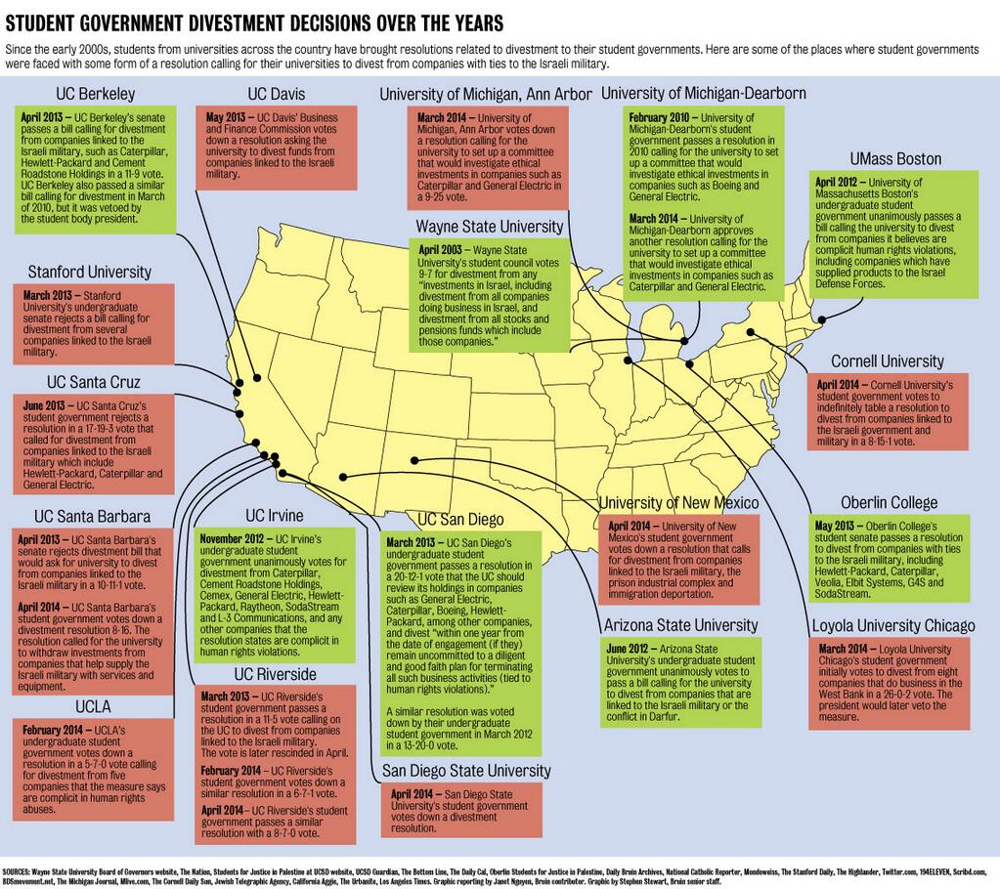 STUDENT GOVERNMENT DIVESTMENT DECISIONS OVER THE YEARS
Since the early 2000s, students from universities across the country have brought resolutions related to divestment to their student governments. Here are some of the places where student governments
were faced with some form of a resolution calling for their universities to divest from companies with ties to the Israeli military.
UC Berkeley
April 2013 — UC Berkeley's senate
passes a bill calling for divestment
from companies linked to the
Israeli military, such as Caterpillar,
Hewlett-Packard and Cement
Roadstone Holdings in a 11-9 vote.
UC Berkeley also passed a similar
bill calling for divestment in March
of 2010, but it was vetoed by
the student body president.
UC Davis
May 2013 — UC Davis' Business
and Finance Commission votes
down a resolution asking the
university to divest funds from
companies linked to the Israeli
military.
University of Michigan, Ann Arbor
March 2014 — University of
Michigan, Ann Arbor votes down
a resolution calling for the
university to set up a committee
that would investigate ethical
investments in companies such as
Caterpillar and General Electric in
a 9-25 vote.
University of Michigan-Dearborn
February 2010 — University of
Michigan-Dearborn's student
government passes a resolution in
2010 calling for the university to set
up a committee that would
investigate ethical investments in
companies such as Boeing and
General Electric.
March 2014 — University of
Michigan-Dearborn approves
another resolution calling for the
university to set up a committee
that would investigate ethical
investments in companies such as
Caterpillar and General Electric.
UMass Boston
April 2012 — University of
Massachusetts Boston's
undergraduate student
government unanimously passes a
bill calling the university to divest
from companies it believes are
complicit human rights violations,
including companies which have
supplied products to the Israel
Defense Forces.
Wayne State University
April 2003 — Wayne State
University's student council votes
9-7 for divestment from any
"investments in Israel, including
divestment from all companies
doing business in Israel, and
divestment from all stocks and
pensions funds which include
those companies."
Stanford University
March 2013 — Stanford
University's undergraduate
senate rejects a bill calling for
divestment from several
companies linked to the Israeli
military.
Cornell University
April 2014 — Cornell University's
student government votes to
indefinitely table a resolution to
divest from companies linked to
the Israeli government and
military in a 8-15-1 vote.
UC Santa Cruz
June 2013 — UC Santa Cruz's
student government rejects a
resolution in a 17-19-3 vote that
called for divestment from
companies linked to the Israeli
military which include
Hewlett-Packard, Caterpillar and
General Electric.
UC Santa Barbara
April 2013 — UC Santa Barbara's
senate rejects divestment bill that
would ask for university to divest
from companies linked to the
Israeli military in a 10-11-1 vote.
April 2014 — UC Santa Barbara's
student government votes down a
divestment resolution 8-16. The
resolution called for the university
to withdraw investments from
companies that help supply the
Israeli military with services and
equipment.
UC Irvine
November 2012 — UC Irvine's
undergraduate student
government unanimously votes for
divestment from Caterpillar,
Cement Roadstone Holdings,
Cemex, General Electric, Hewlett-
Packard, Raytheon, SodaStream
and L-3 Communications, and any
other companies that the
resolution states are complicit in
human rights violations.
UC San Diego
March 2013 — UC San Diego's
undergraduate student
government passes a resolution in
a 20-12-1 vote that the UC should
review its holdings in companies
such as General Electric,
Caterpillar, Boeing, Hewlett-
Packard, among other companies,
and divest "within one year from
the date of engagement (if they)
remain uncommitted to a diligent
and good faith plan for terminating
all such business activities (tied to
human rights violations)."
A similar resolution was voted
down by their undergraduate
student government in March 2012
in a 13-20-0 vote.
University of New Mexico
April 2014 — University of New
Mexico's student government
votes down a resolution that calls
for divestment from companies
linked to the Israeli military, the
prison industrial complex and
immigration deportation.
Oberlin College
May 2013 — Oberlin College's
student senate passes a resolution
to divest from companies with ties
to the Israeli military, including
Hewlett-Packard, Caterpillar,
Veolia, Elbit Systems, G4S and
SodaStream.
Arizona State University
June 2012 — Arizona State
University's undergraduate student
government unanimously votes to
pass a bill calling for the university
to divest from companies that are
linked to the Israeli military or the
conflict in Darfur.
Loyola University Chicago
March 2014 — Loyola University
Chicago's student government
initially votes to divest from eight
companies that do business in the
West Bank in a 26-0-2 vote. The
president would later veto the
measure.
UCLA
February 2014 — UCLA's
undergraduate student
government votes down a
resolution in a 5-7-0 vote calling
for divestment from five
companies that the measure says
are complicit in human rights
abuses.
UC Riverside
March 2013 — UC Riverside's
student government passes a
resolution in a 11-5 vote calling on
the UC to divest from companies
linked to the Israeli military.
The vote is later rescinded in April.
February 2014 – UC Riverside's
student government votes down a
similar resolution in a 6-7-1 vote.
April 2014– UC Riverside's student
government passes a similar
resolution with a 8-7-0 vote.
San Diego State University
April 2014 — San Diego State
University's student government
votes down a divestment
resolution.
SOURCES: Wayne State University Board of Governors website, The Nation, Students for Justice in Palestine at UCSD website, UCSD Guardian, The Bottom Line, The Daily Cal, Oberlin Students for Justice in Palestine, Daily Bruin Archives, National Catholic Reporter, Mondoweiss, The Stanford Daily, The Highlander, Twitter.com, 194ELEVEN, Scribd.com,
BDSmovement.net, The Michigan Journal, Mlive.com, The Cornell Daily Sun, Jewish Telegraphic Agency, California Aggie, The Urbanite, Los Angeles Times. Graphic reporting by Janet Nguyen, Bruin contributor. Graphic by Stephen Stewart, Bruin senior staff.